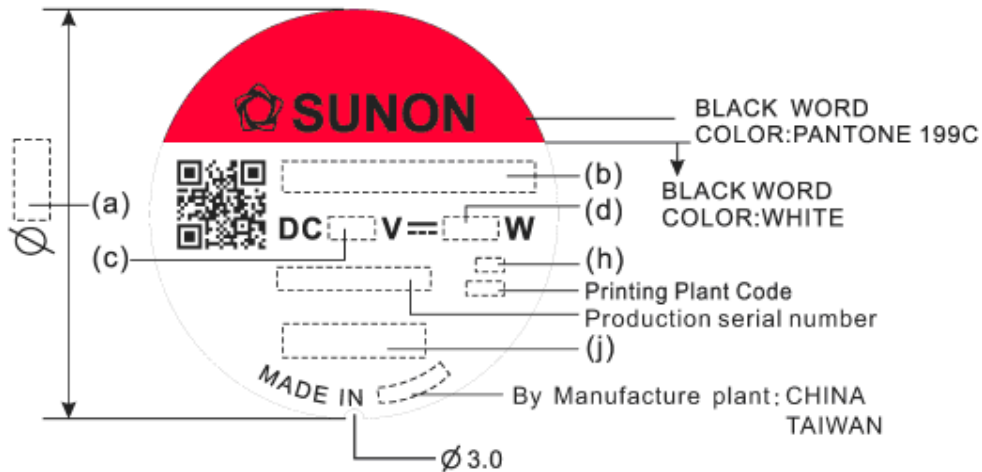 SUNON
BLACK WORD
COLOR:PANTONE 199C
BLACK WORD
COLOR:WHITE
(a)
(b)
(d)
Ø
DC V W
(c)
(h)
Printing Plant Code
Production serial number
(j)
MADE IN
By Manufacture plant: CHINA
TAIWAN
Ø 3.0